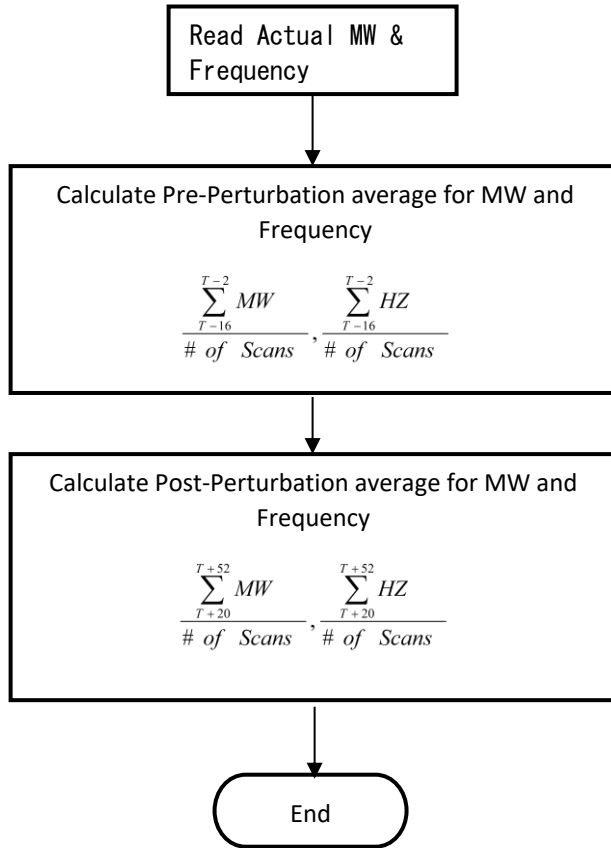 Read Actual MW &
Frequency
Calculate Pre-Perturbation average for MW and
Frequency
T−2 T−2
∑ MW ∑ HZ
T−16 T−16
,
# of Scans # of Scans
Calculate Post-Perturbation average for MW and
Frequency
T+52 T+52
∑ MW ∑ HZ
T+20 T+20
,
# of Scans # of Scans
End